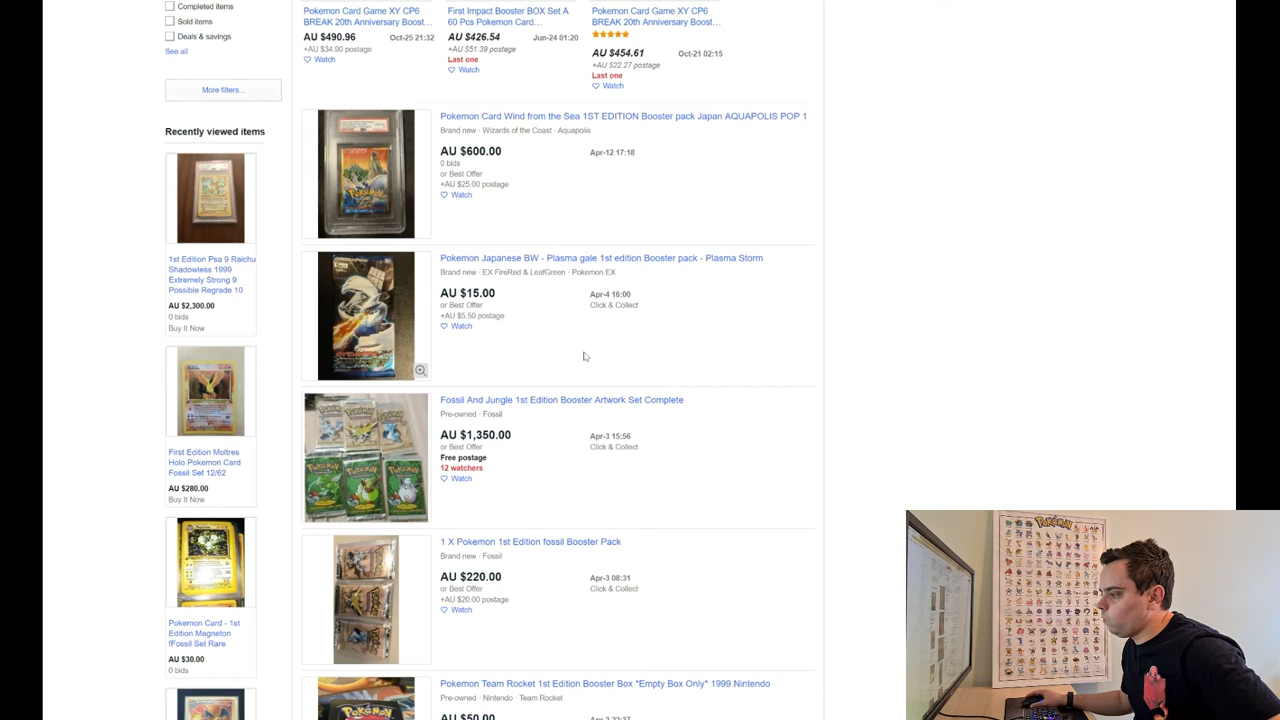 Completed items
Sold items
Deals & savings
See all
More filters...
Recently viewed items
1st Edition Psa 9 Raichu
Shadowless 1999
Extremely Strong 9
Possible Regrade 10
AU $2,300.00
0 bids
Buy It Now
First Edition Moltres
Holo Pokemon Card
Fossil Set 12/62
AU $280.00
Buy It Now
Pokemon Card - 1st
Edition Magneton
fFossil Set Rare
AU $30.00
0 bids
Pokemon Card Game XY CP6
BREAK 20th Anniversary Boost...
AU $490.96
Oct-25 21:32
+AU $34.90 postage
Watch
First Impact Booster BOX Set A
60 Pcs Pokemon Card...
AU $426.54
Jun-24 01:20
+AU $51.39 postage
Last one
Watch
Pokemon Card Game XY CP6
BREAK 20th Anniversary Boost...
AU $454.61
Oct-21 02:15
+AU $22.27 postage
Last one
Watch
Pokemon Card Wind from the Sea 1ST EDITION Booster pack Japan AQUAPOLIS POP 1
Brand new · Wizards of the Coast · Aquapolis
AU $600.00
Apr-12 17:18
0 bids
or Best Offer
+AU $25.00 postage
Watch
Pokemon Japanese BW - Plasma gale 1st edition Booster pack - Plasma Storm
Brand new · EX FireRed & LeafGreen · Pokemon EX
AU $15.00
Apr-4 16:00
or Best Offer
Click & Collect
+AU $5.50 postage
Watch
Fossil And Jungle 1st Edition Booster Artwork Set Complete
Pre-owned · Fossil
AU $1,350.00
Apr-3 15:56
or Best Offer
Click & Collect
Free postage
12 watchers
Watch
1 X Pokemon 1st Edition fossil Booster Pack
Brand new · Fossil
AU $220.00
Apr-3 08:31
or Best Offer
Click & Collect
+AU $20.00 postage
Watch
Pokemon Team Rocket 1st Edition Booster Box *Empty Box Only* 1999 Nintendo
Pre-owned · Nintendo · Team Rocket
AU $50.00